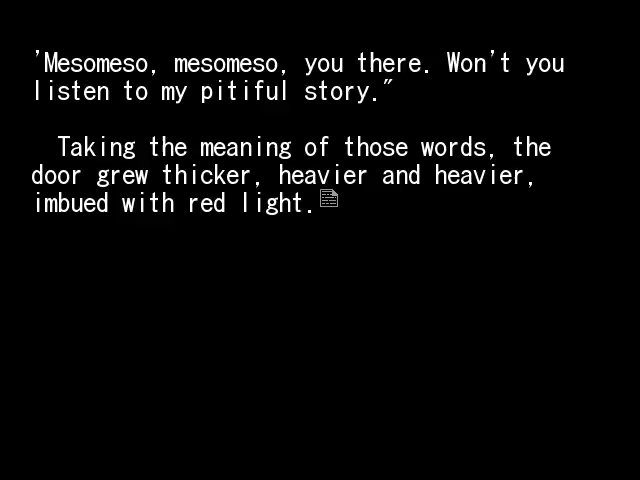 'Mesomeso, mesomeso, you there. Won't you
listen to my pitiful story."
Taking the meaning of those words, the
door grew thicker, heavier and heavier,
imbued with red light.